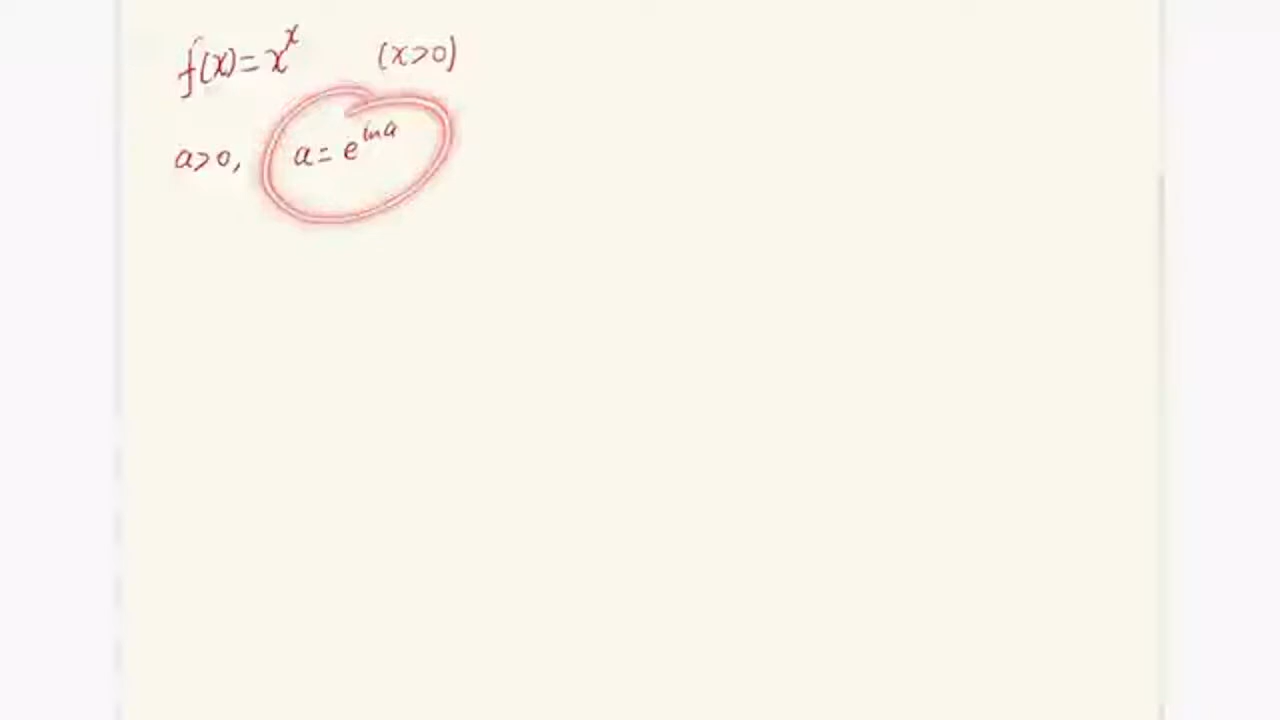 f(x)=x^x (x>0)
a>0, a=e^{ln a}